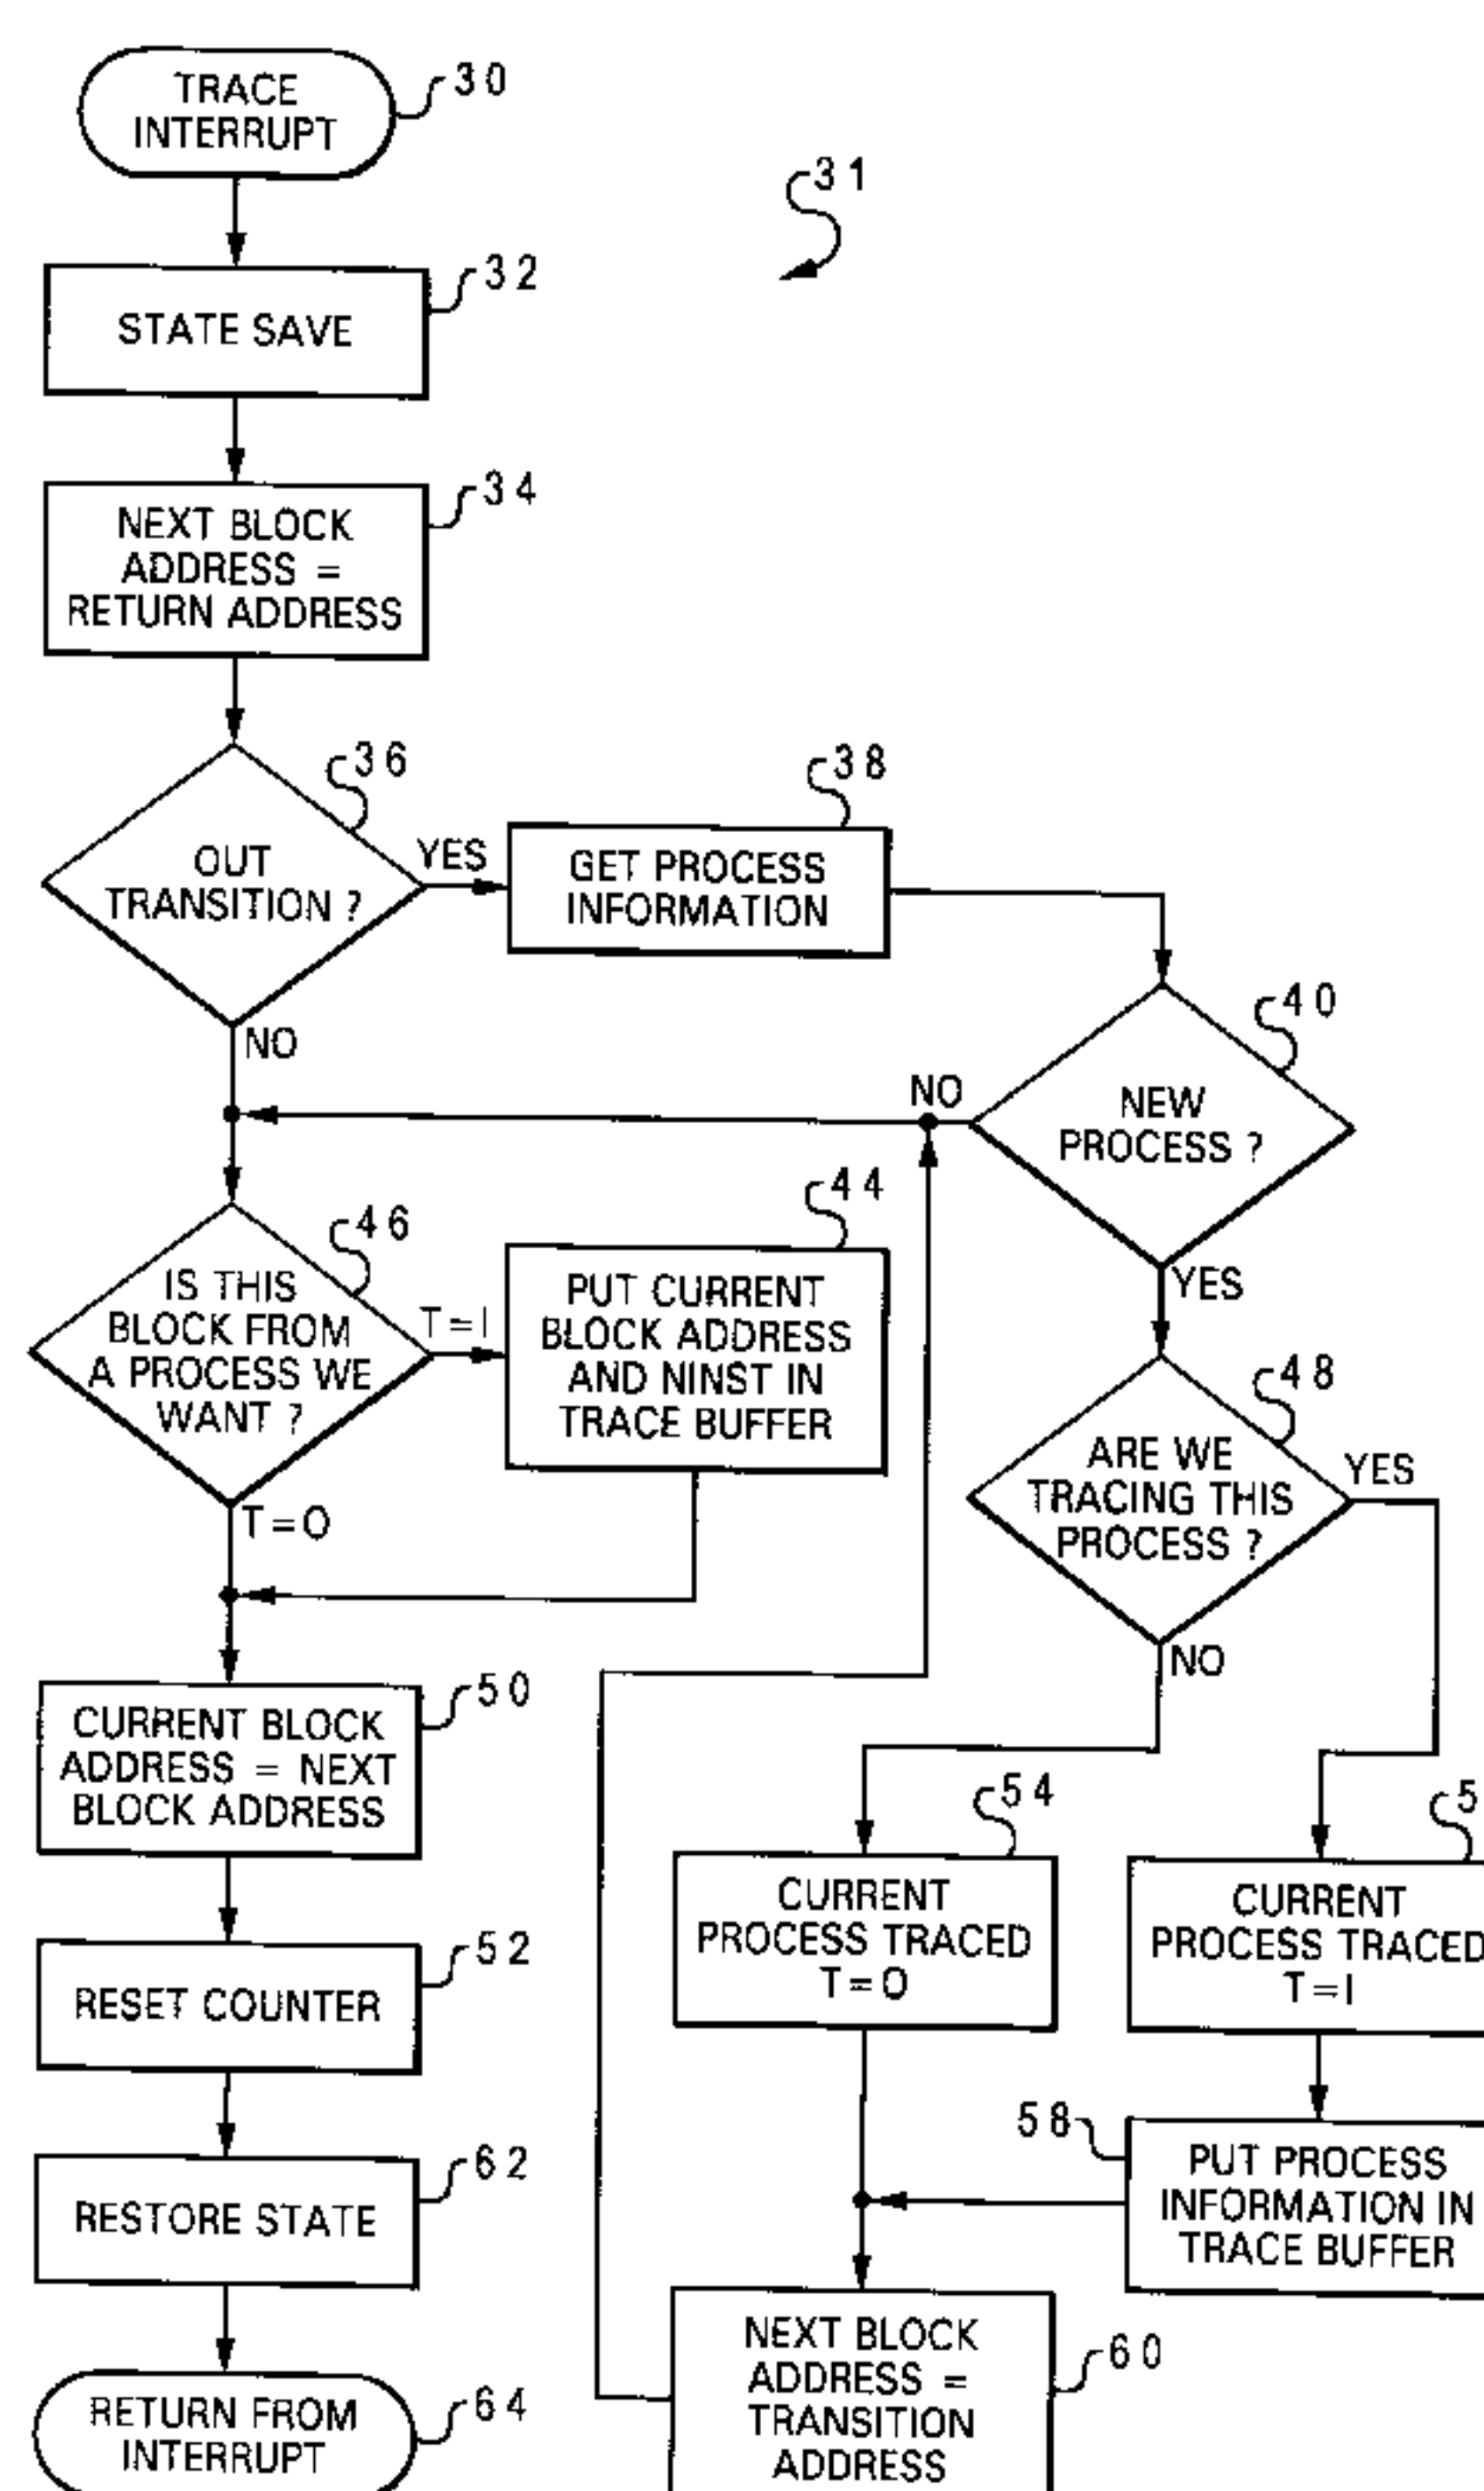 TRACE
INTERRUPT
30
31
STATE SAVE
32
NEXT BLOCK
ADDRESS =
RETURN ADDRESS
34
OUT
TRANSITION ?
36
YES
NO
GET PROCESS
INFORMATION
38
NEW
PROCESS ?
40
NO
YES
IS THIS
BLOCK FROM
A PROCESS WE
WANT ?
46
T=1
T=0
PUT CURRENT
BLOCK ADDRESS
AND NINST IN
TRACE BUFFER
44
ARE WE
TRACING THIS
PROCESS ?
48
YES
NO
CURRENT BLOCK
ADDRESS = NEXT
BLOCK ADDRESS
50
CURRENT
PROCESS TRACED
T=0
54
CURRENT
PROCESS TRACED
T=1
5
RESET COUNTER
52
PUT PROCESS
INFORMATION IN
TRACE BUFFER
58
RESTORE STATE
62
NEXT BLOCK
ADDRESS =
TRANSITION
ADDRESS
60
RETURN FROM
INTERRUPT
64